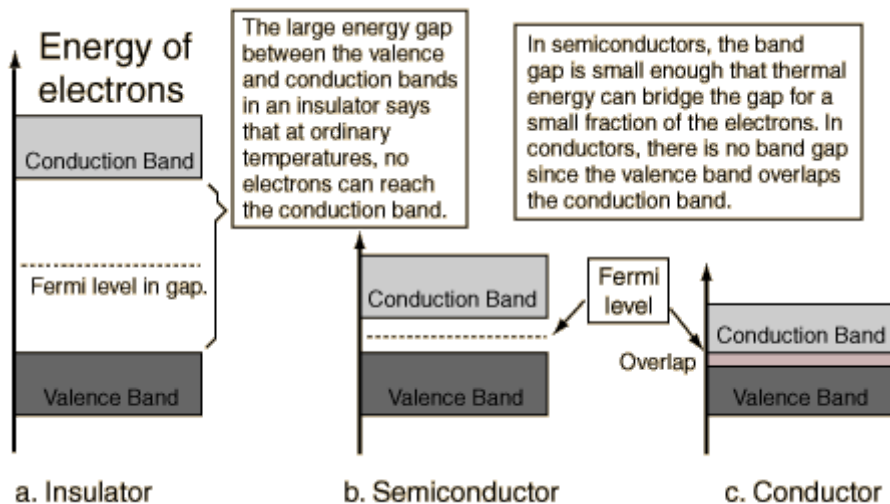 Energy of
electrons
The large energy gap
between the valence
and conduction bands
in an insulator says
that at ordinary
temperatures, no
electrons can reach
the conduction band.
In semiconductors, the band
gap is small enough that thermal
energy can bridge the gap for a
small fraction of the electrons. In
conductors, there is no band gap
since the valence band overlaps
the conduction band.
Conduction Band
Fermi level in gap.
Valence Band
a. Insulator
Conduction Band
Valence Band
b. Semiconductor
Fermi
level
Conduction Band
Overlap
Valence Band
c. Conductor